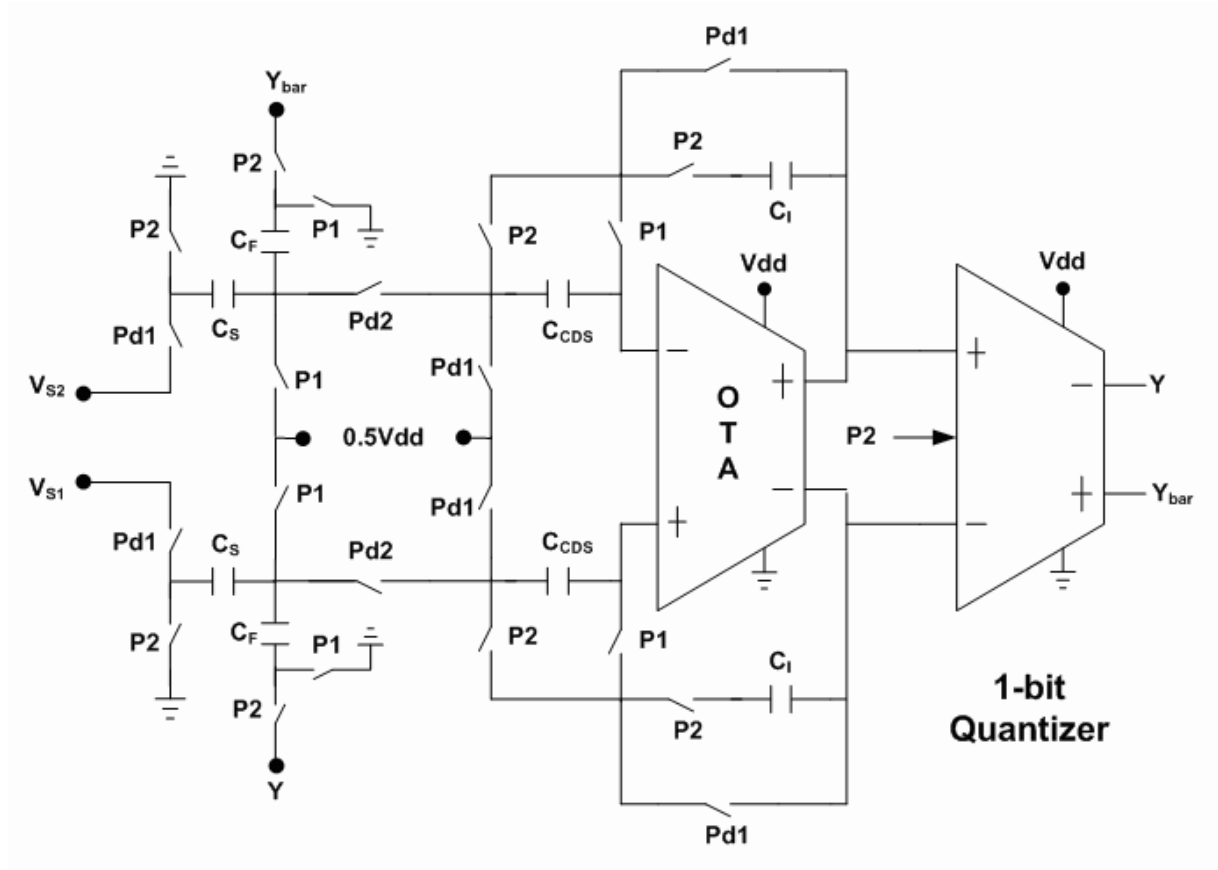 Pd1
Y_bar
P2
P2
P1
C_I
P2
C_F
P2
P1
Vdd
Vdd
Pd1
C_S
Pd2
C_CDS
V_S2
P1
Pd1
−
+
+
−
Y
0.5Vdd
O
T
A
P2
V_S1
P1
Pd1
−
+
Y_bar
Pd1
C_S
Pd2
C_CDS
+
−
P2
C_F
P1
P2
P1
C_I
P2
P2
1-bit
Quantizer
Y
Pd1